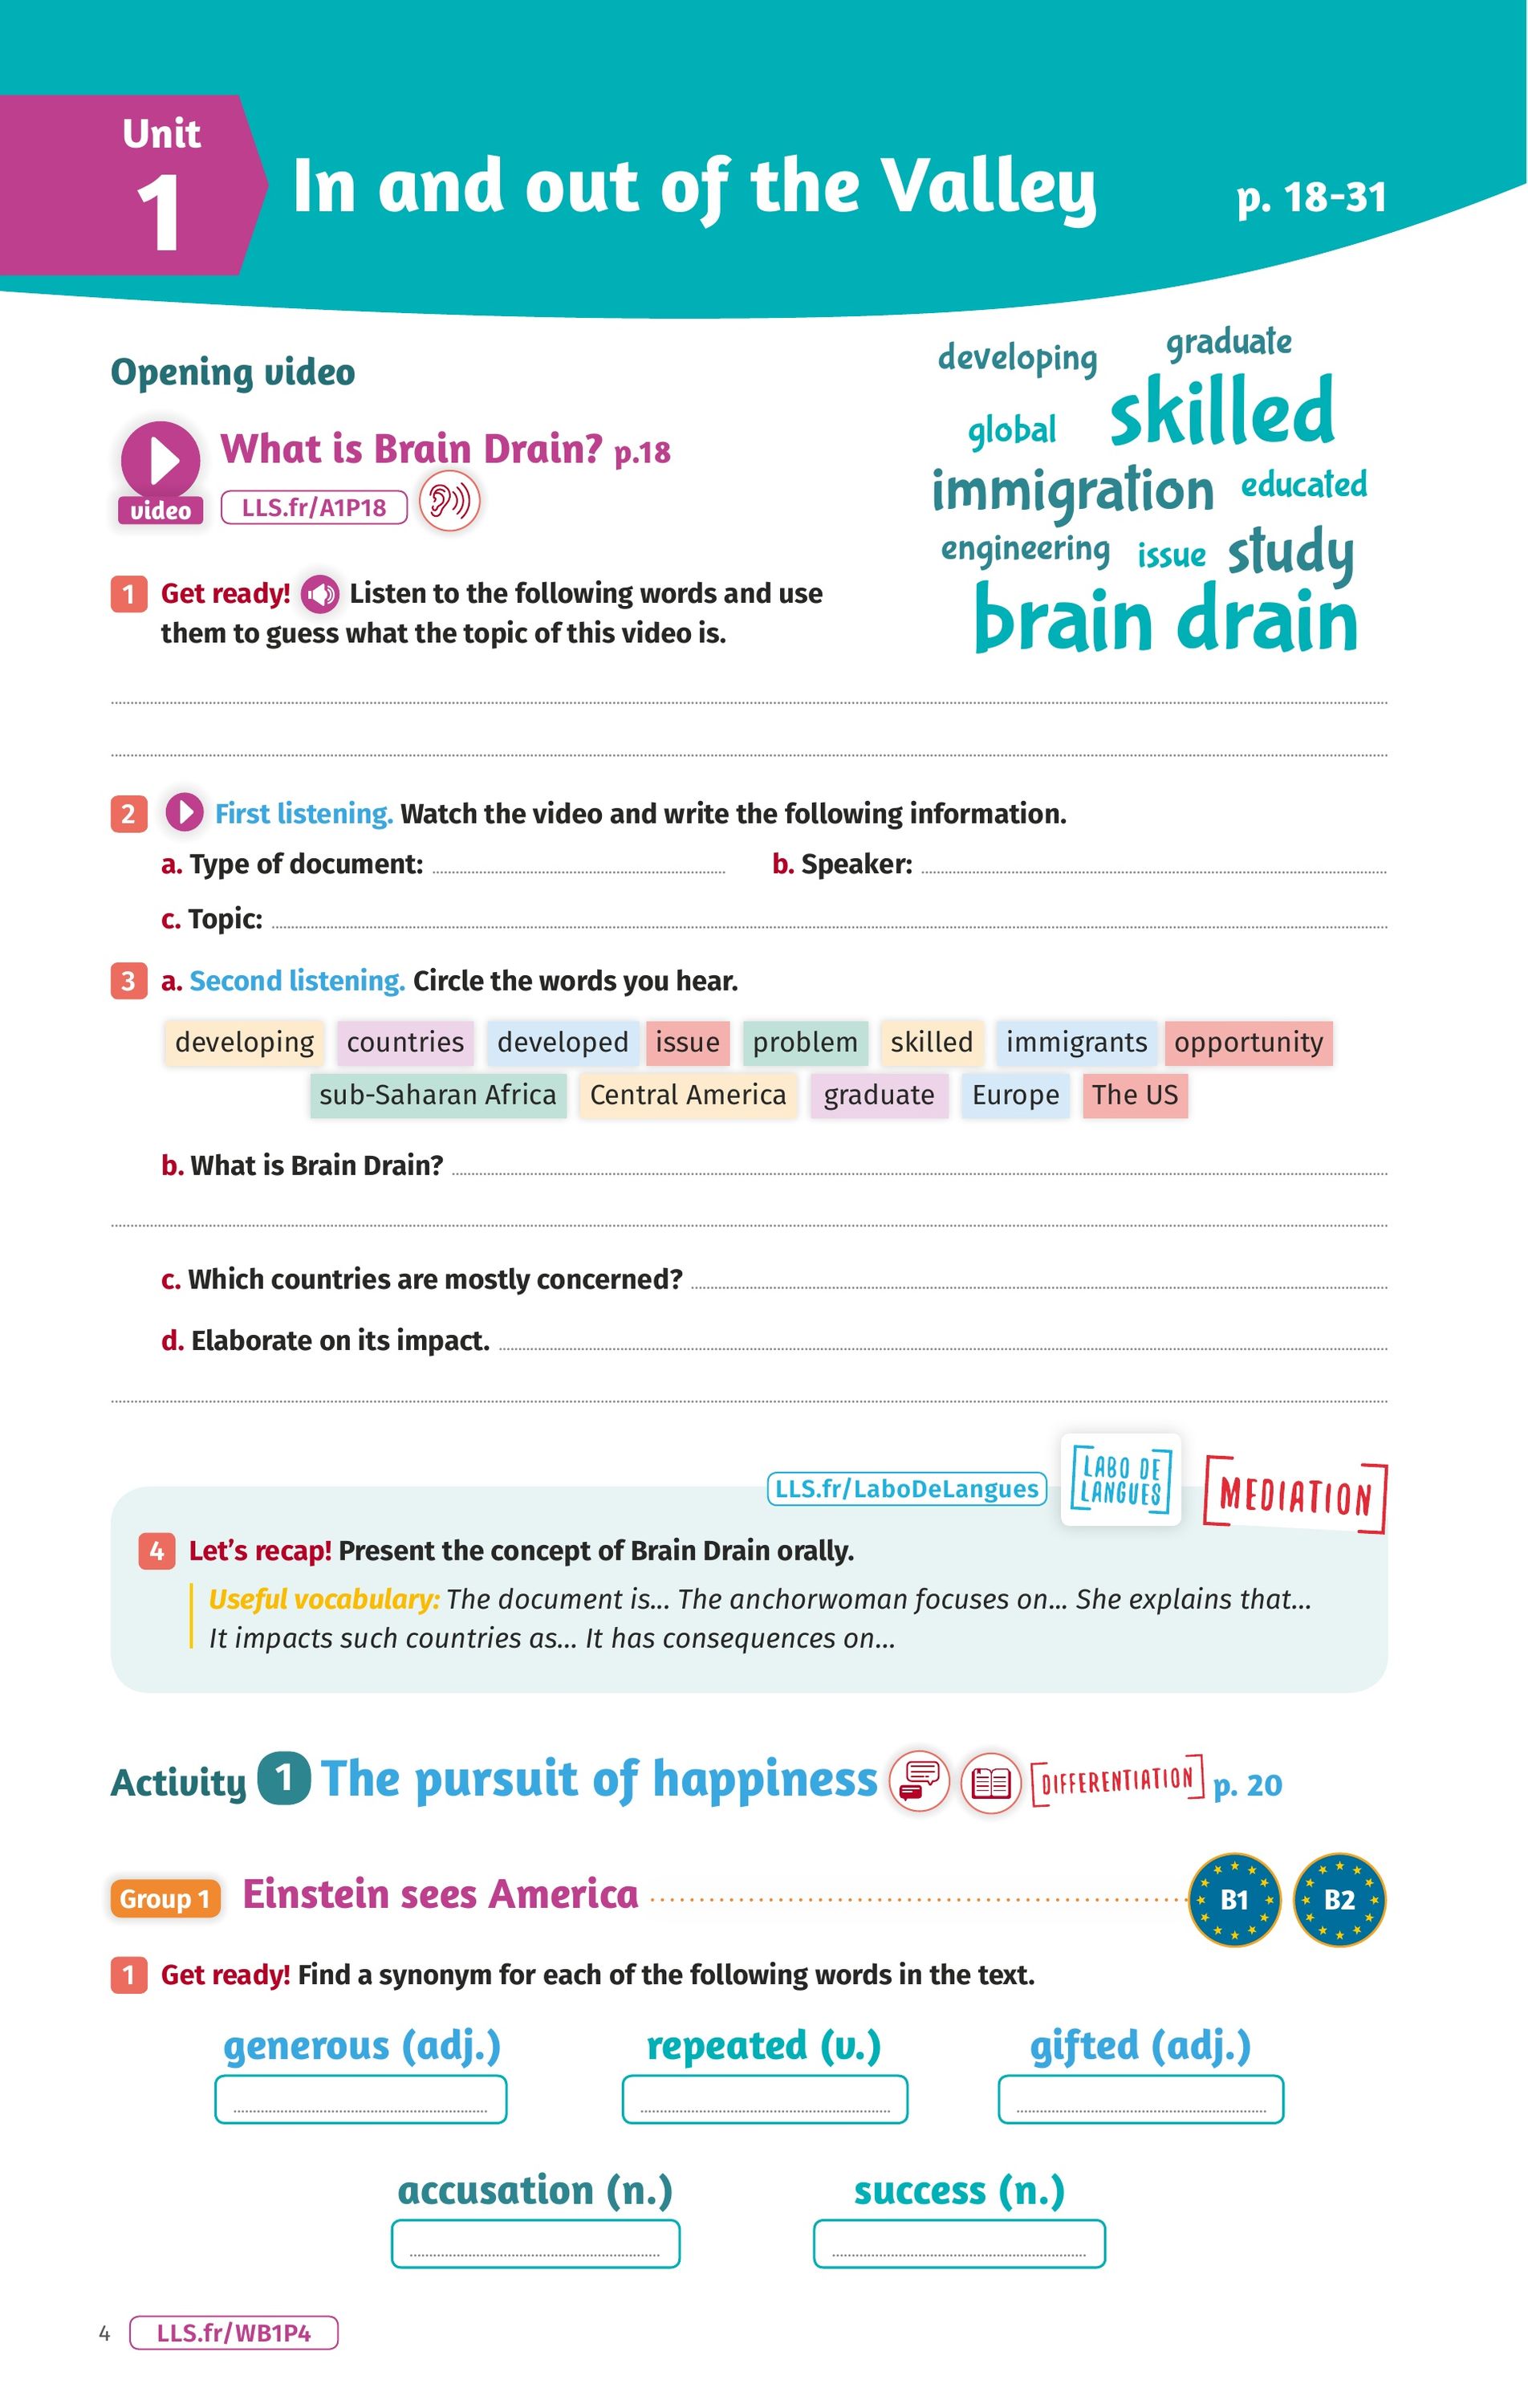 Unit
1
In and out of the Valley
p. 18-31
Opening video
What is Brain Drain? p.18
video
LLS.fr/A1P18
developing
graduate
global
skilled
immigration
educated
engineering
issue
study
brain drain
1 Get ready! Listen to the following words and use
them to guess what the topic of this video is.
2 First listening. Watch the video and write the following information.
a. Type of document:
b. Speaker:
c. Topic:
3 a. Second listening. Circle the words you hear.
developing countries developed issue problem skilled immigrants opportunity
sub-Saharan Africa Central America graduate Europe The US
b. What is Brain Drain?
c. Which countries are mostly concerned?
d. Elaborate on its impact.
LLS.fr/LaboDeLangues
LABO DE
LANGUES
MEDIATION
4 Let's recap! Present the concept of Brain Drain orally.
Useful vocabulary: The document is... The anchorwoman focuses on... She explains that...
It impacts such countries as... It has consequences on...
Activity 1 The pursuit of happiness DIFFERENTIATION p. 20
Group 1 Einstein sees America B1 B2
1 Get ready! Find a synonym for each of the following words in the text.
generous (adj.) repeated (v.) gifted (adj.)
accusation (n.) success (n.)
4 LLS.fr/WB1P4